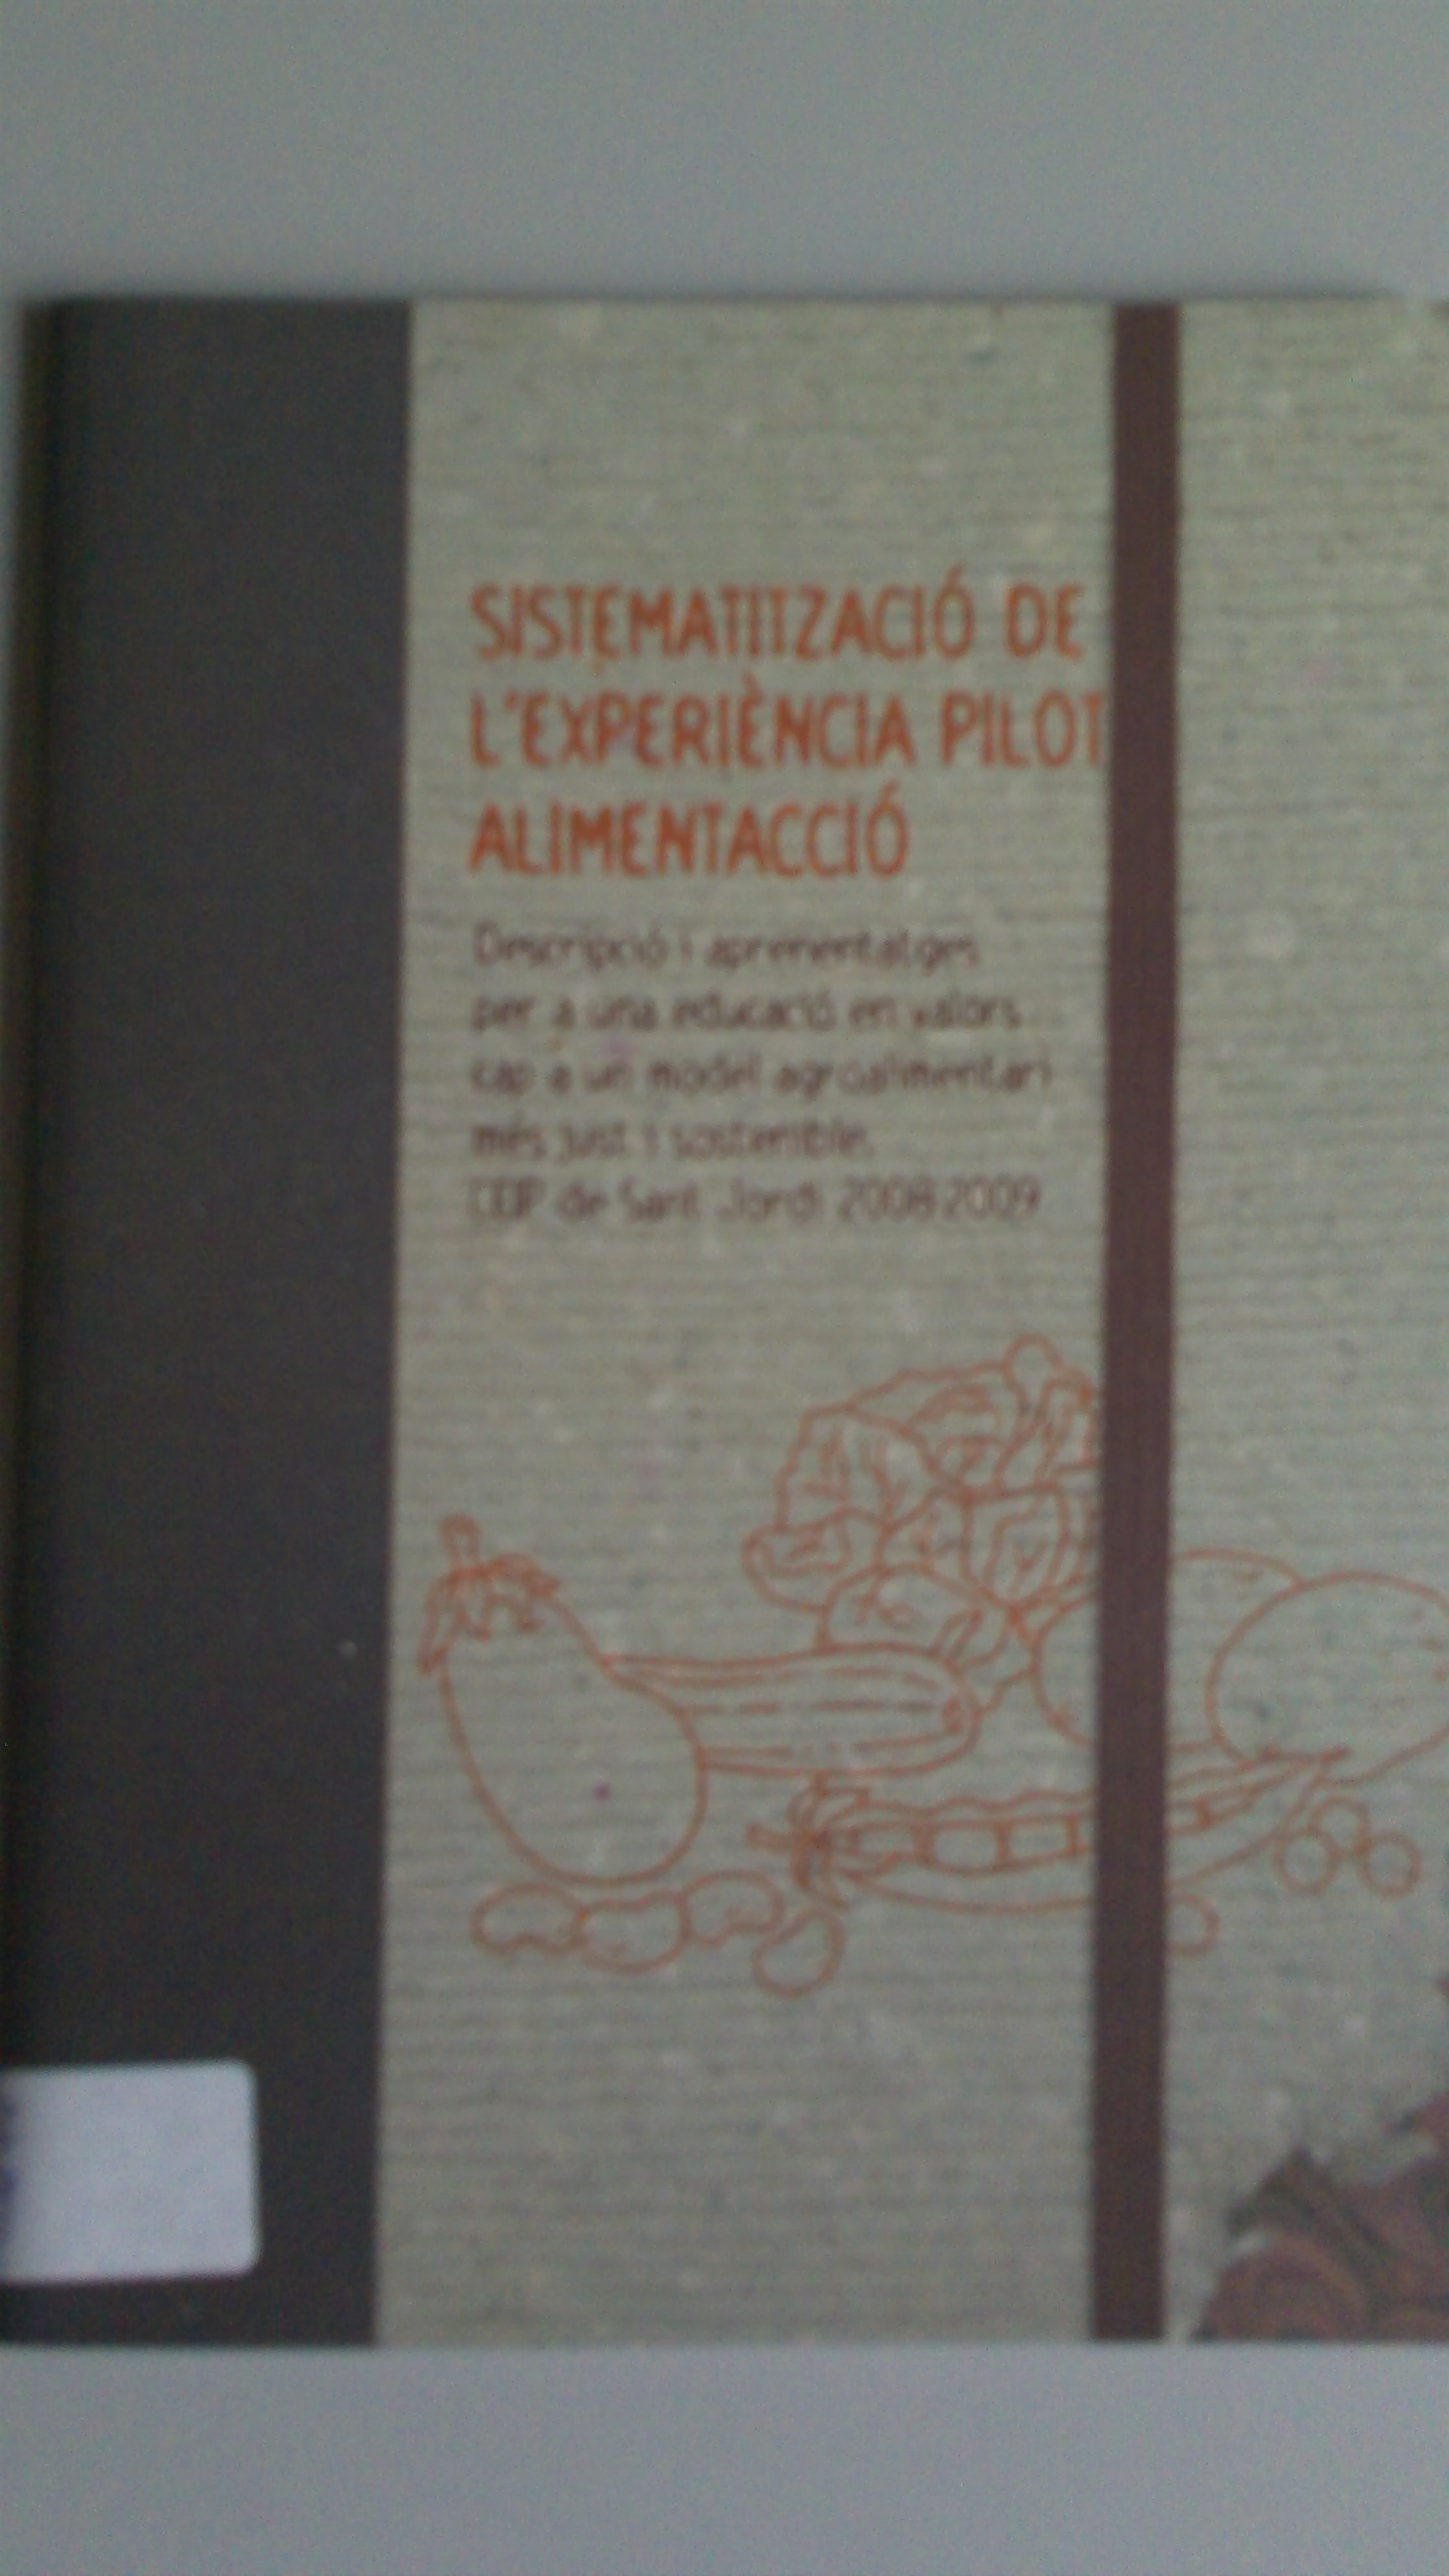 SISTEMATITZACIÓ DE
L'EXPERIÈNCIA PILOT
ALIMENTACCIÓ
Descripció i aprenentatges
per a una educació en valors
cap a un model agroalimentari
més just i sostenible.
CEIP de Sant Jordi 2008-2009